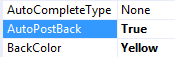 AutoCompleteType None
AutoPostBack True
BackColor Yellow